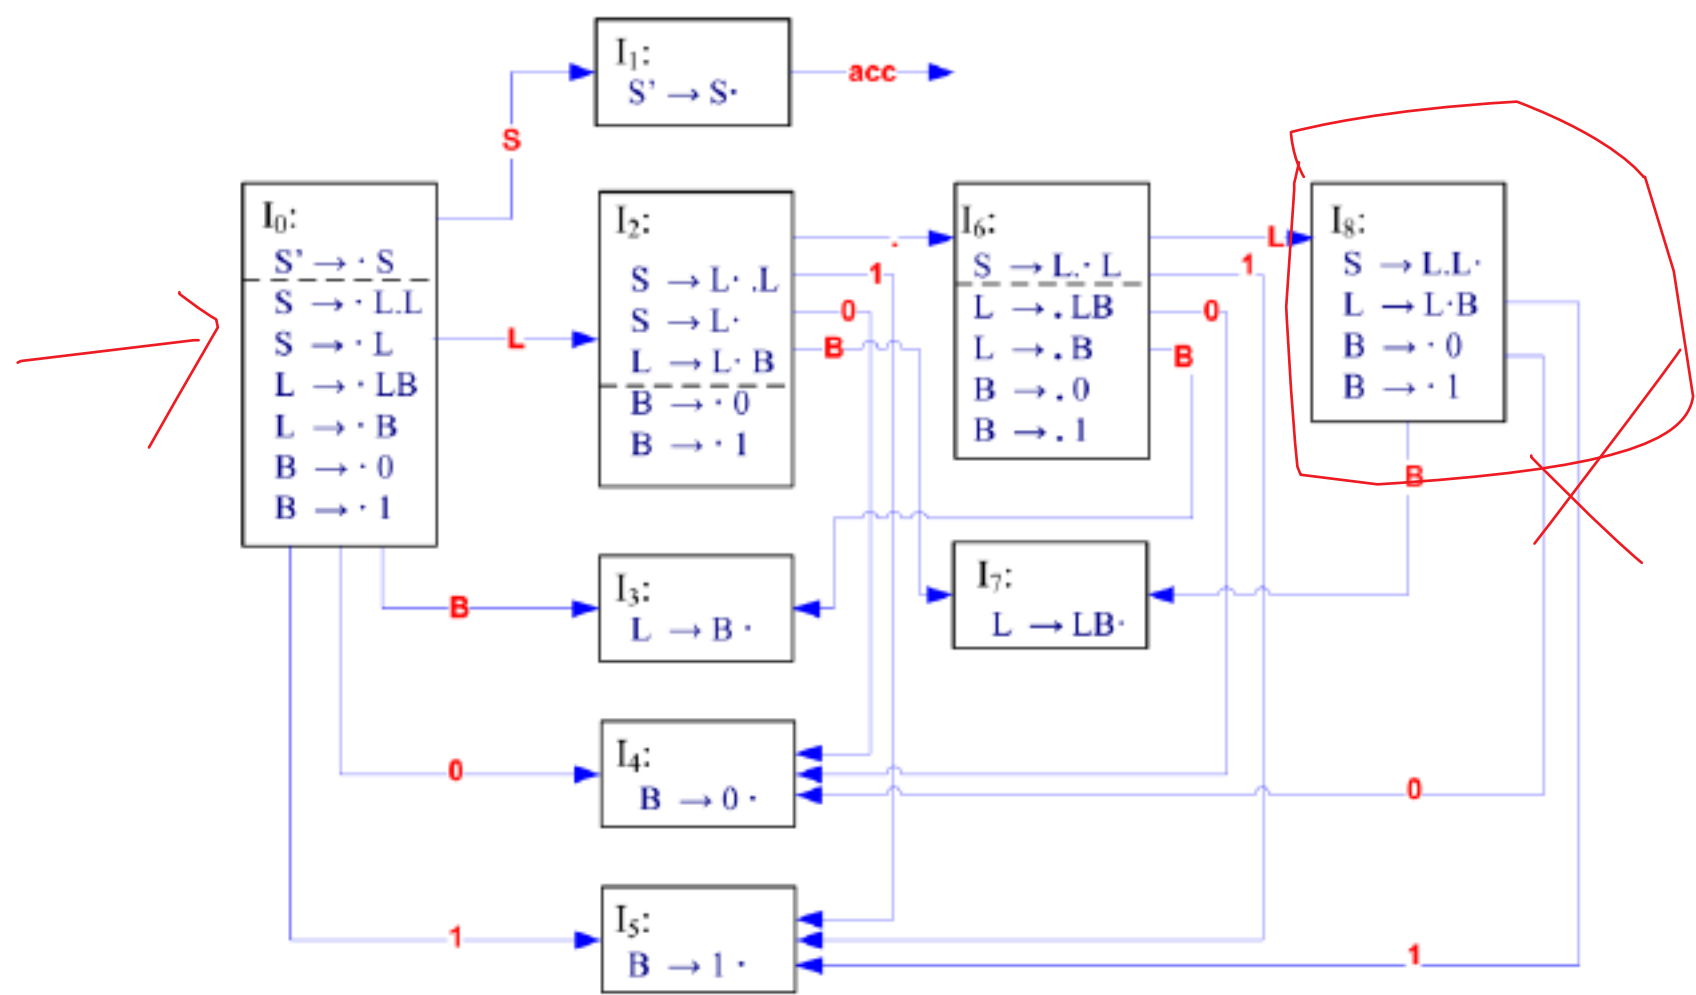 I₁:
S' → S·
acc
S
I₀:
S' → · S
S → · L.L
S → · L
L → · LB
L → · B
B → · 0
B → · 1
L
I₂:
S → L· .L
S → L·
L → L· B
B → · 0
B → · 1
.
1
0
B
I₆:
S → L.· L
L → . LB
L → . B
B → . 0
B → . 1
L
1
0
B
I₈:
S → L.L·
L → L·B
B → · 0
B → · 1
B
B
I₃:
L → B ·
I₇:
L → LB·
0
I₄:
B → 0 ·
0
1
I₅:
B → 1 ·
1